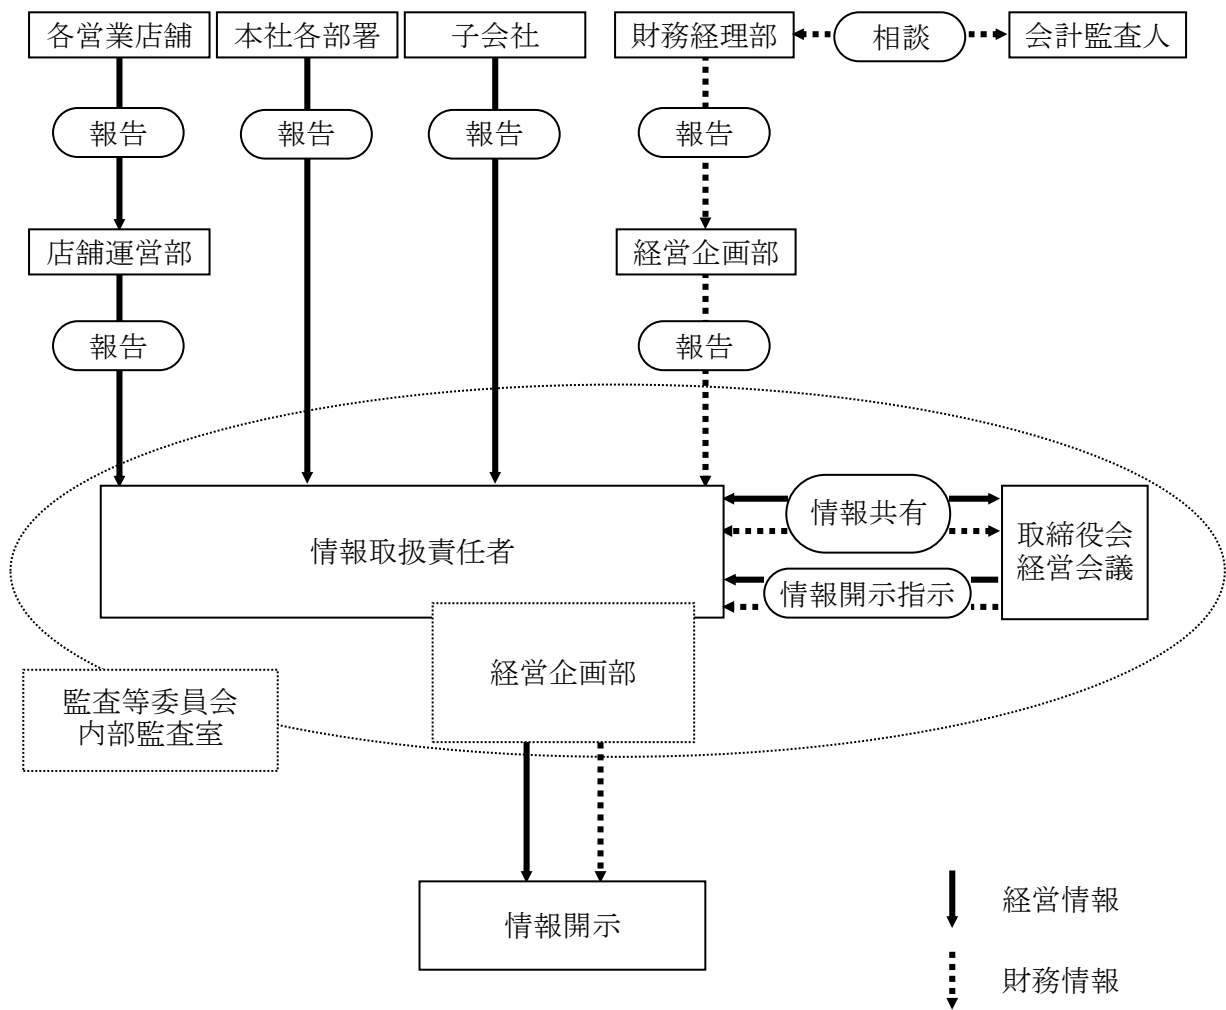 各営業店舗
本社各部署
子会社
財務経理部
相談
会計監査人
報告
報告
報告
報告
店舗運営部
経営企画部
報告
報告
情報共有
取締役会
経営会議
情報取扱責任者
情報開示指示
経営企画部
監査等委員会
内部監査室
情報開示
経営情報
財務情報